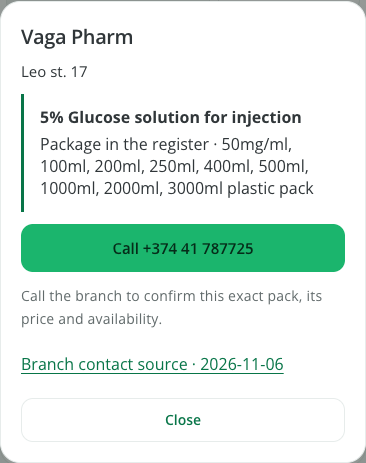 Vaga Pharm
Leo st. 17
5% Glucose solution for injection
Package in the register · 50mg/ml,
100ml, 200ml, 250ml, 400ml, 500ml,
1000ml, 2000ml, 3000ml plastic pack
Call +374 41 787725
Call the branch to confirm this exact pack, its
price and availability.
Branch contact source · 2026-11-06
Close